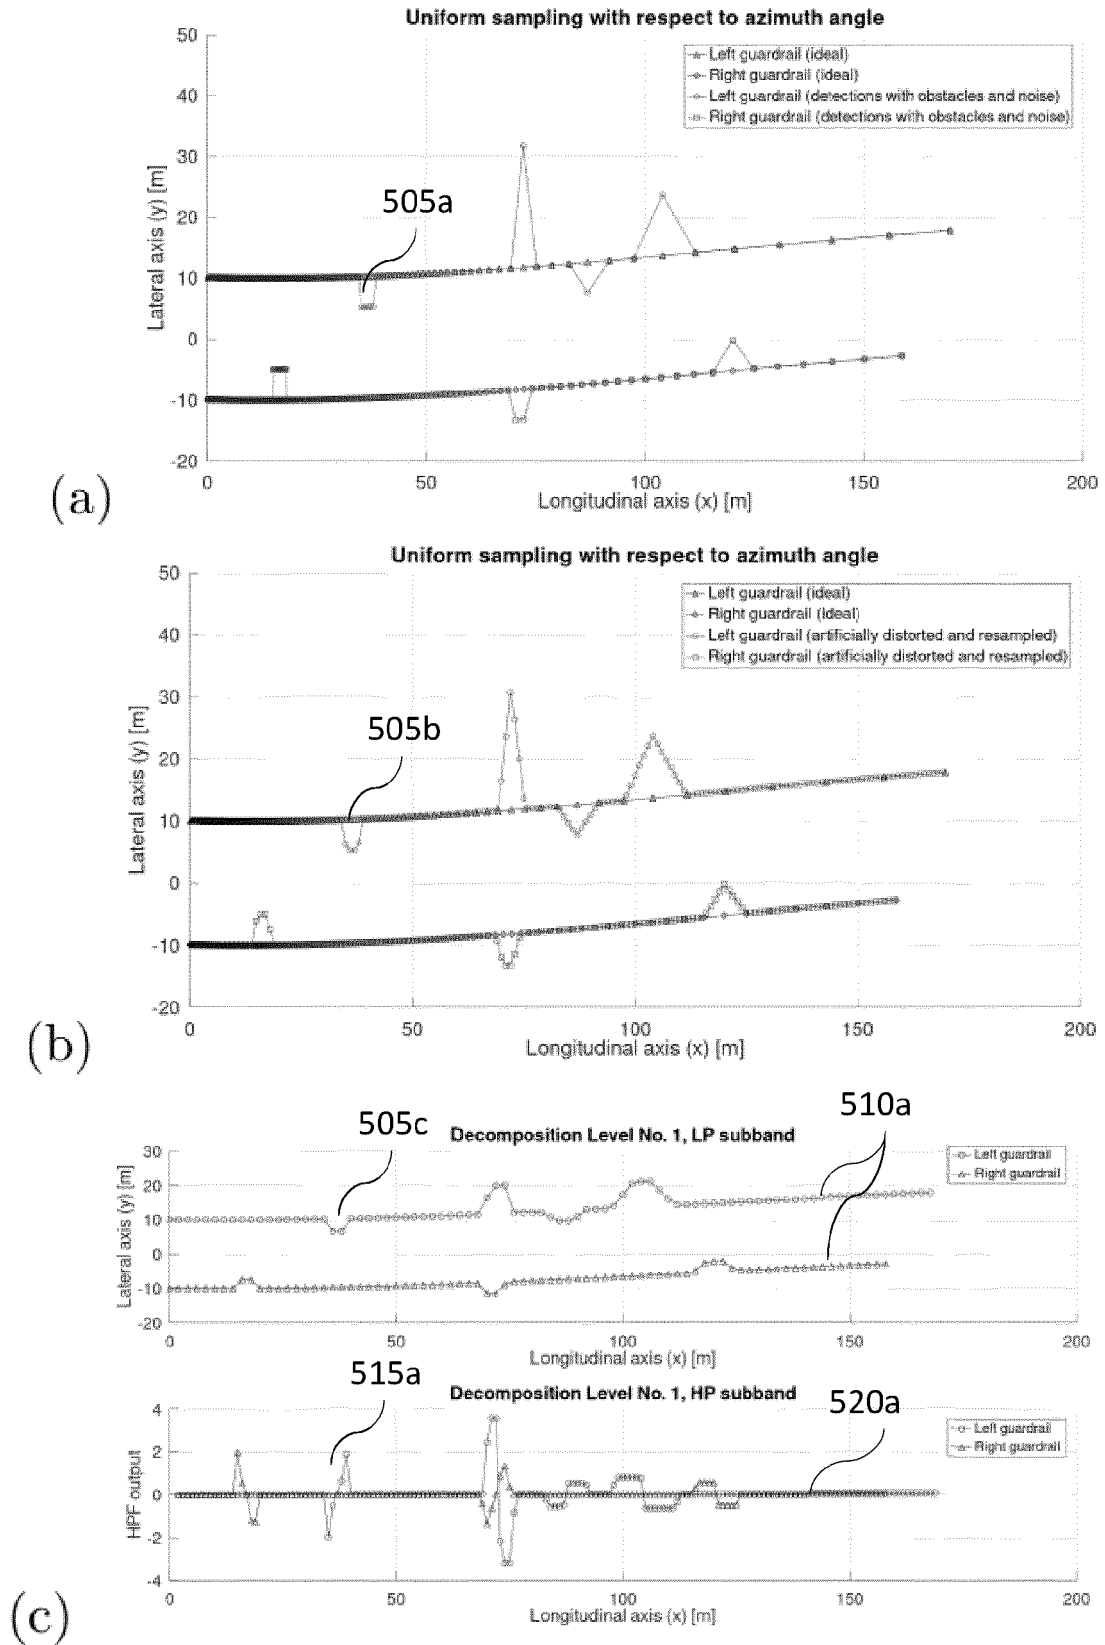 Uniform sampling with respect to azimuth angle
50
40
30
20
10
0
-10
-20
Lateral axis (y) [m]
Left guardrail (ideal)
Right guardrail (ideal)
Left guardrail (detections with obstacles and noise)
Right guardrail (detections with obstacles and noise)
505a
0
50
100
150
200
Longitudinal axis (x) [m]
(a)
Uniform sampling with respect to azimuth angle
50
40
30
20
10
0
-10
-20
Lateral axis (y) [m]
Left guardrail (ideal)
Right guardrail (ideal)
Left guardrail (artificially distorted and resampled)
Right guardrail (artificially distorted and resampled)
505b
0
50
100
150
200
Longitudinal axis (x) [m]
(b)
505c
510a
Decomposition Level No. 1, LP subband
30
20
10
0
-10
-20
Lateral axis (y) [m]
Left guardrail
Right guardrail
0
50
100
150
200
Longitudinal axis (x) [m]
515a
520a
Decomposition Level No. 1, HP subband
4
2
0
-2
-4
HPF output
Left guardrail
Right guardrail
0
50
100
150
200
Longitudinal axis (x) [m]
(c)